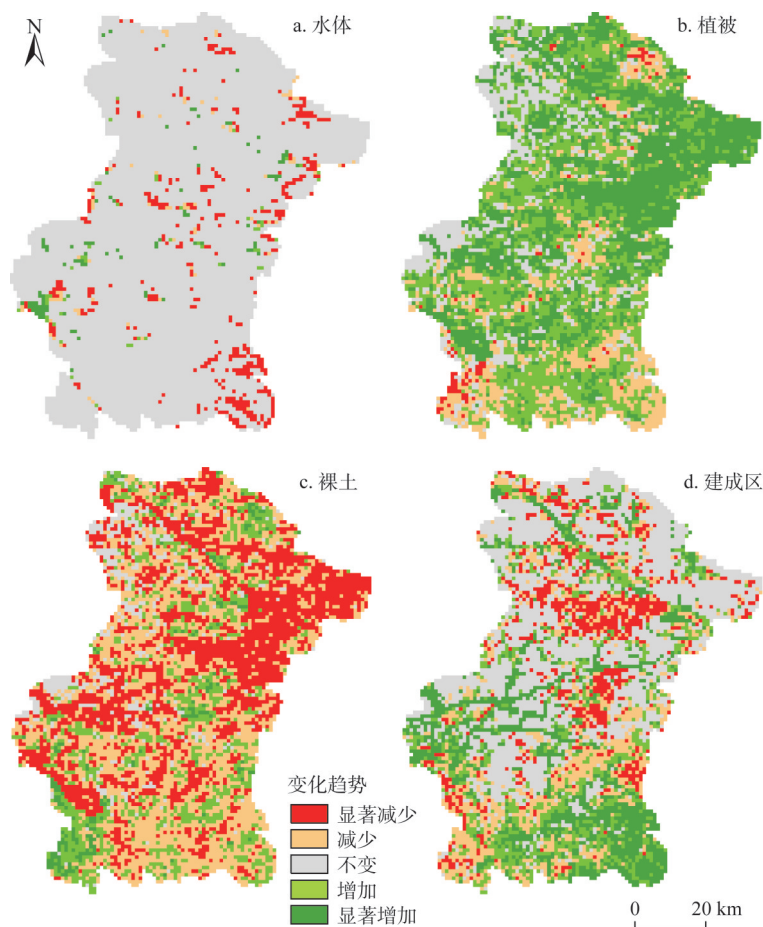 N
a. 水体
b. 植被
c. 裸土
d. 建成区
变化趋势
显著减少
减少
不变
增加
显著增加
0 20 km